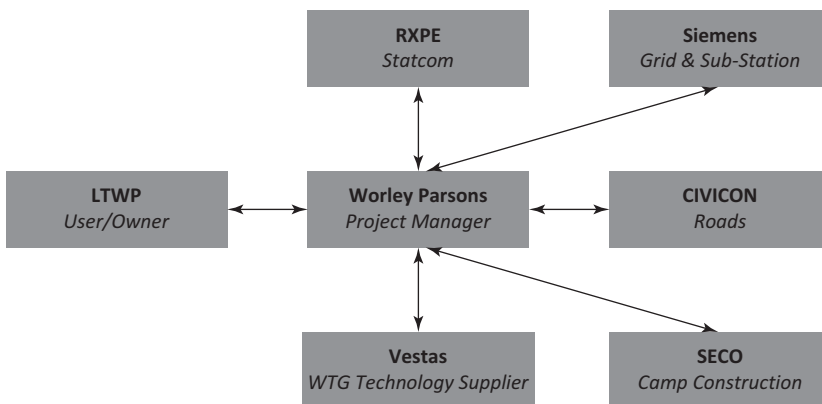 RXPE
Statcom
Siemens
Grid & Sub-Station
LTWP
User/Owner
Worley Parsons
Project Manager
CIVICON
Roads
Vestas
WTG Technology Supplier
SECO
Camp Construction